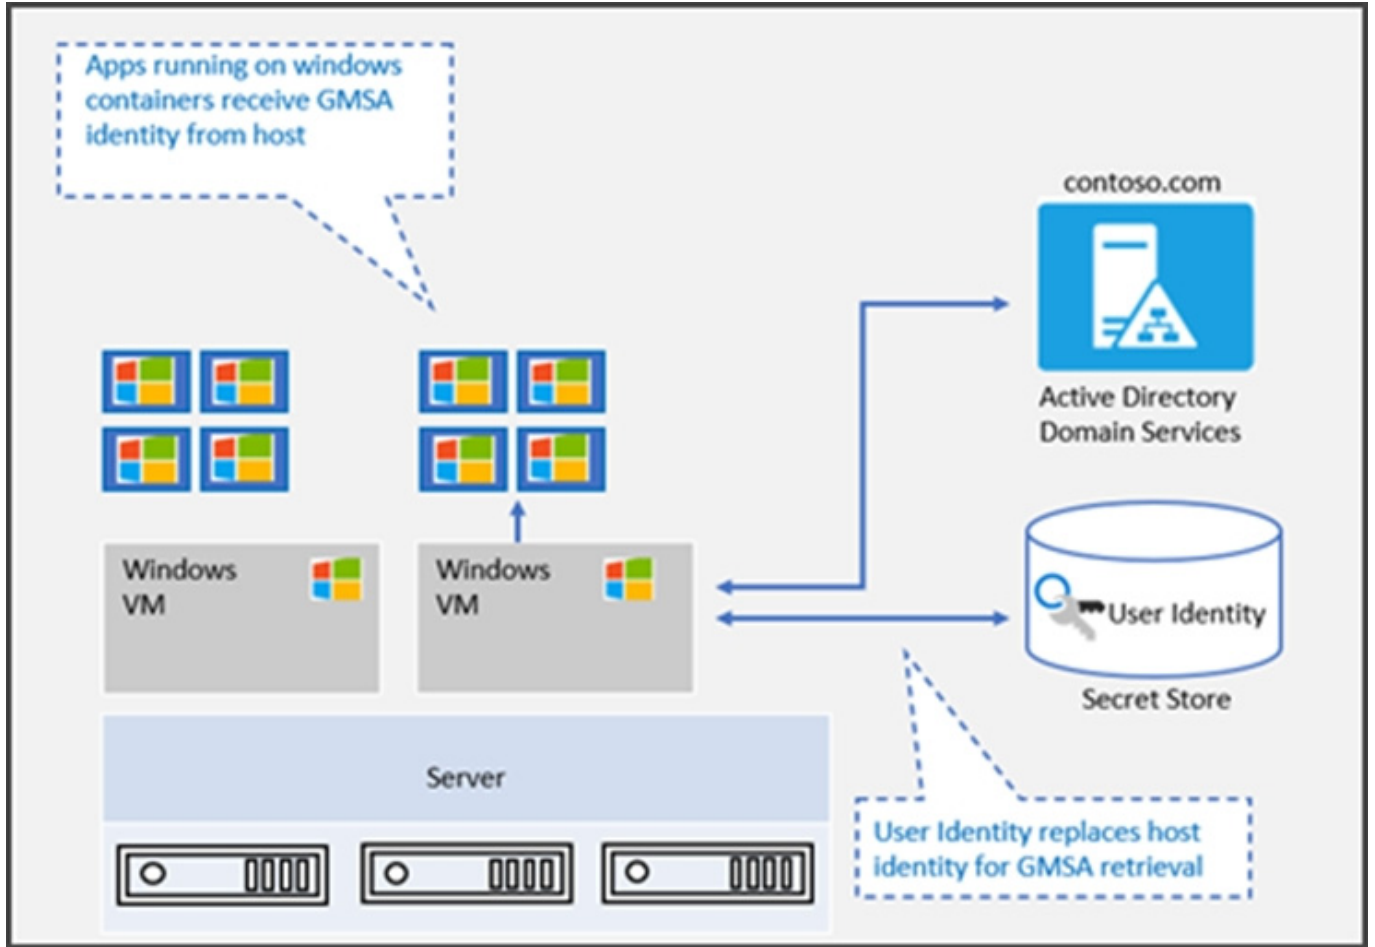 Apps running on windows
containers receive GMSA
identity from host
contoso.com
Active Directory
Domain Services
Windows
VM
Windows
VM
User Identity
Secret Store
Server
User Identity replaces host
identity for GMSA retrieval